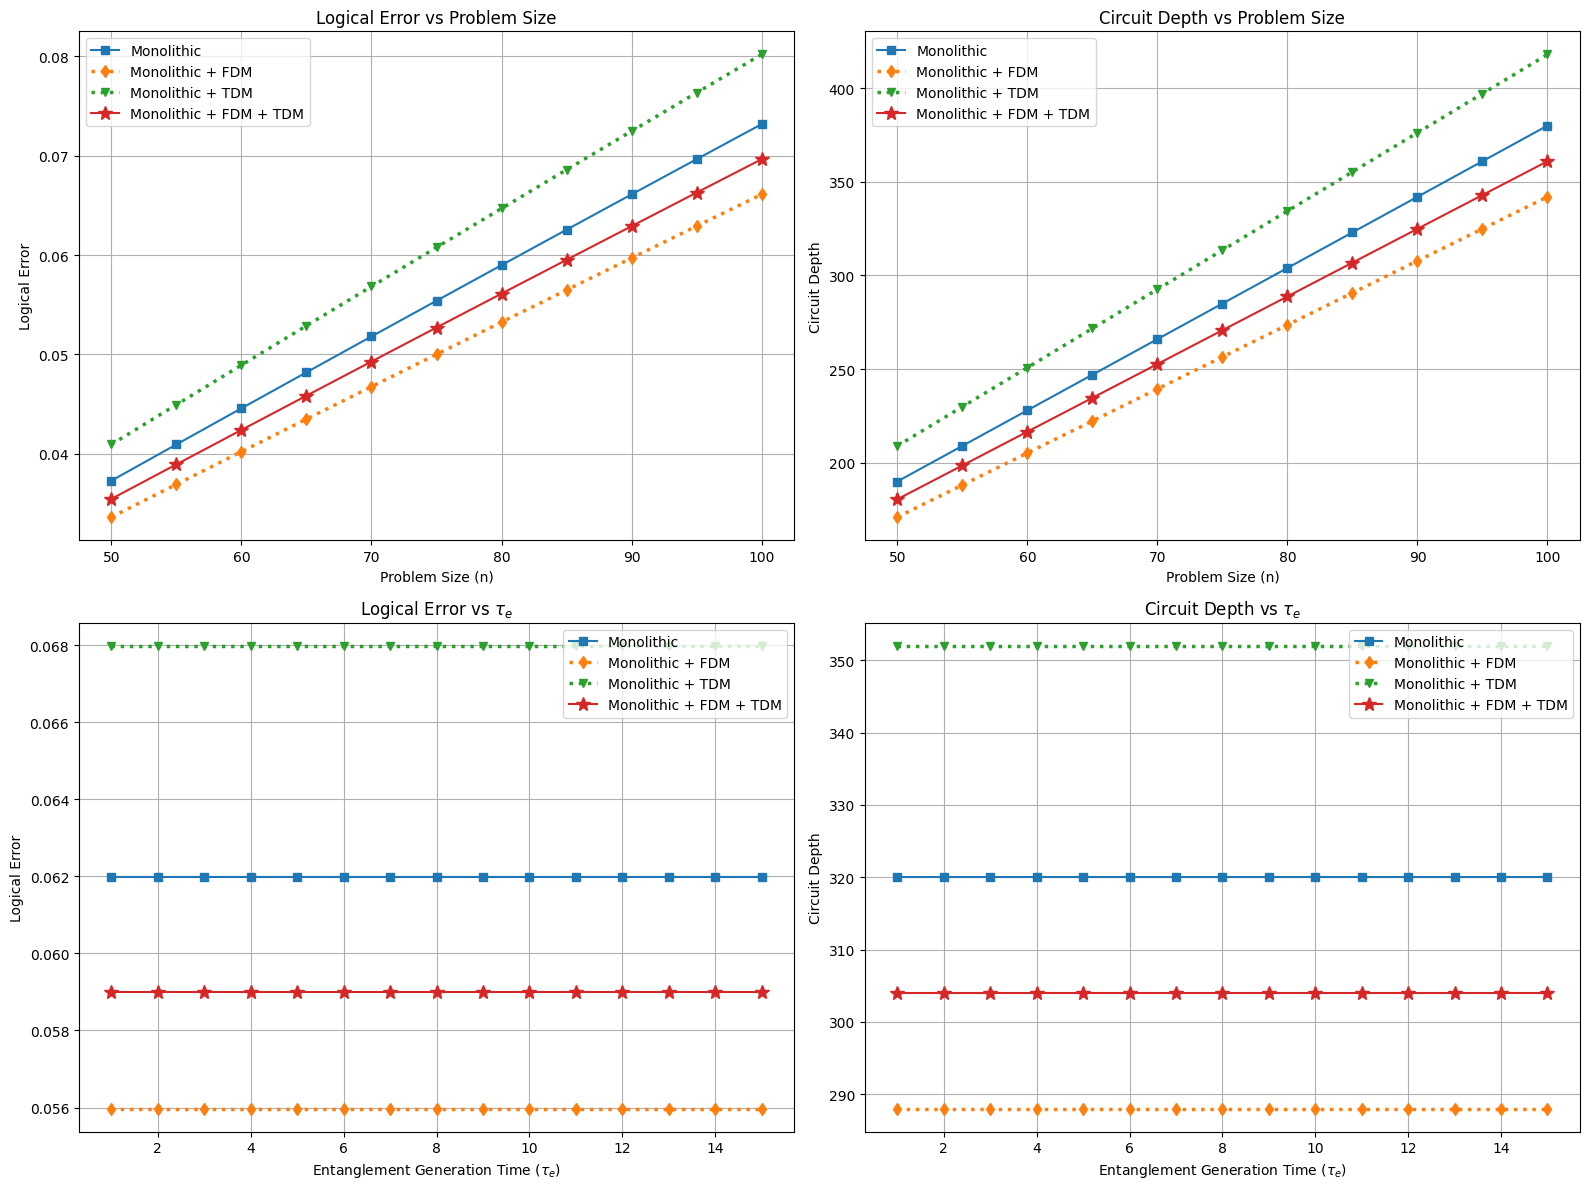 Logical Error vs Problem Size
Monolithic
Monolithic + FDM
Monolithic + TDM
Monolithic + FDM + TDM
Logical Error
0.08
0.07
0.06
0.05
0.04
50 60 70 80 90 100
Problem Size (n)
Circuit Depth vs Problem Size
Monolithic
Monolithic + FDM
Monolithic + TDM
Monolithic + FDM + TDM
Circuit Depth
400
350
300
250
200
50 60 70 80 90 100
Problem Size (n)
Logical Error vs τₑ
Monolithic
Monolithic + FDM
Monolithic + TDM
Monolithic + FDM + TDM
Logical Error
0.068
0.066
0.064
0.062
0.060
0.058
0.056
2 4 6 8 10 12 14
Entanglement Generation Time (τₑ)
Circuit Depth vs τₑ
Monolithic
Monolithic + FDM
Monolithic + TDM
Monolithic + FDM + TDM
Circuit Depth
350
340
330
320
310
300
290
2 4 6 8 10 12 14
Entanglement Generation Time (τₑ)